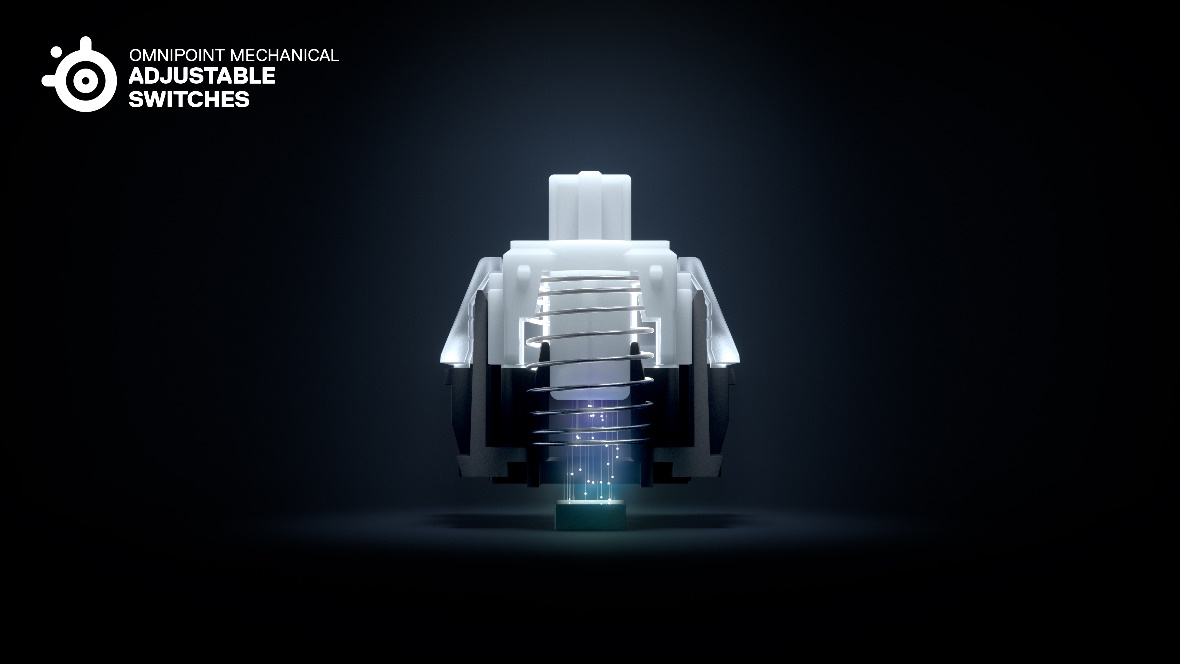 OMNIPOINT MECHANICAL
ADJUSTABLE
SWITCHES